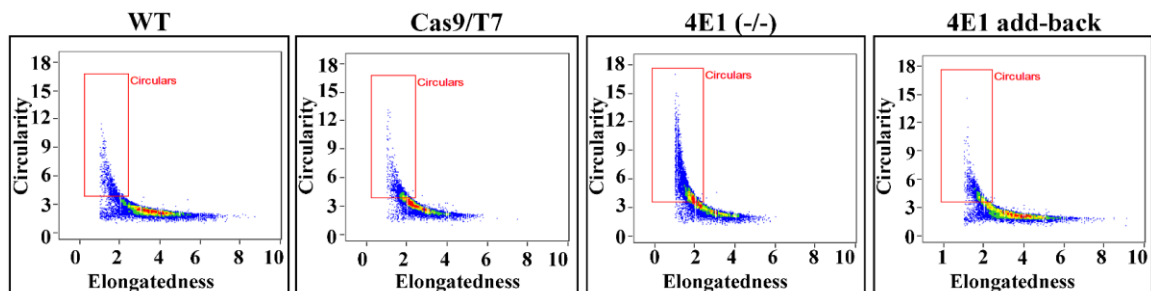 WT
Circularity
18
15
12
9
6
3
0
Circulars
0 2 4 6 8 10
Elongatedness
Cas9/T7
Circularity
18
15
12
9
6
3
0
Circulars
0 2 4 6 8 10
Elongatedness
4E1 (-/-)
Circularity
18
15
12
9
6
3
0
Circulars
0 2 4 6 8 10
Elongatedness
4E1 add-back
Circularity
18
15
12
9
6
3
0
Circulars
1 2 4 6 8 10
Elongatedness